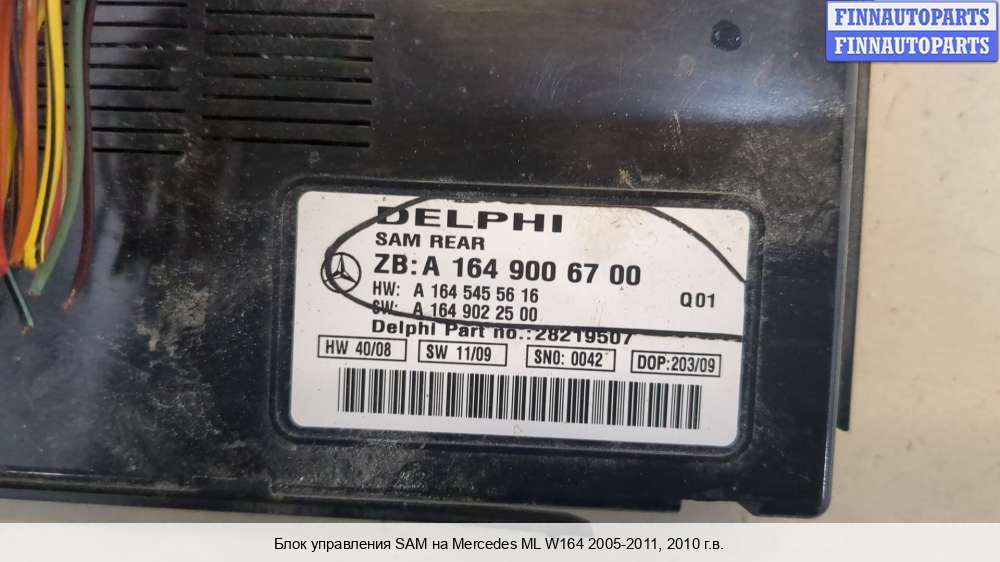 FINNAUTOPARTS
FINNAUTOPARTS
DELPHI
SAM REAR
ZB: A 164 900 67 00
HW: A 164 545 56 16
SW: A 164 902 25 00
Q01
Delphi Part no.:28219507
HW 40/08 SW 11/09 SNO: 0042 DOP:203/09
Блок управления SAM на Mercedes ML W164 2005-2011, 2010 г.в.